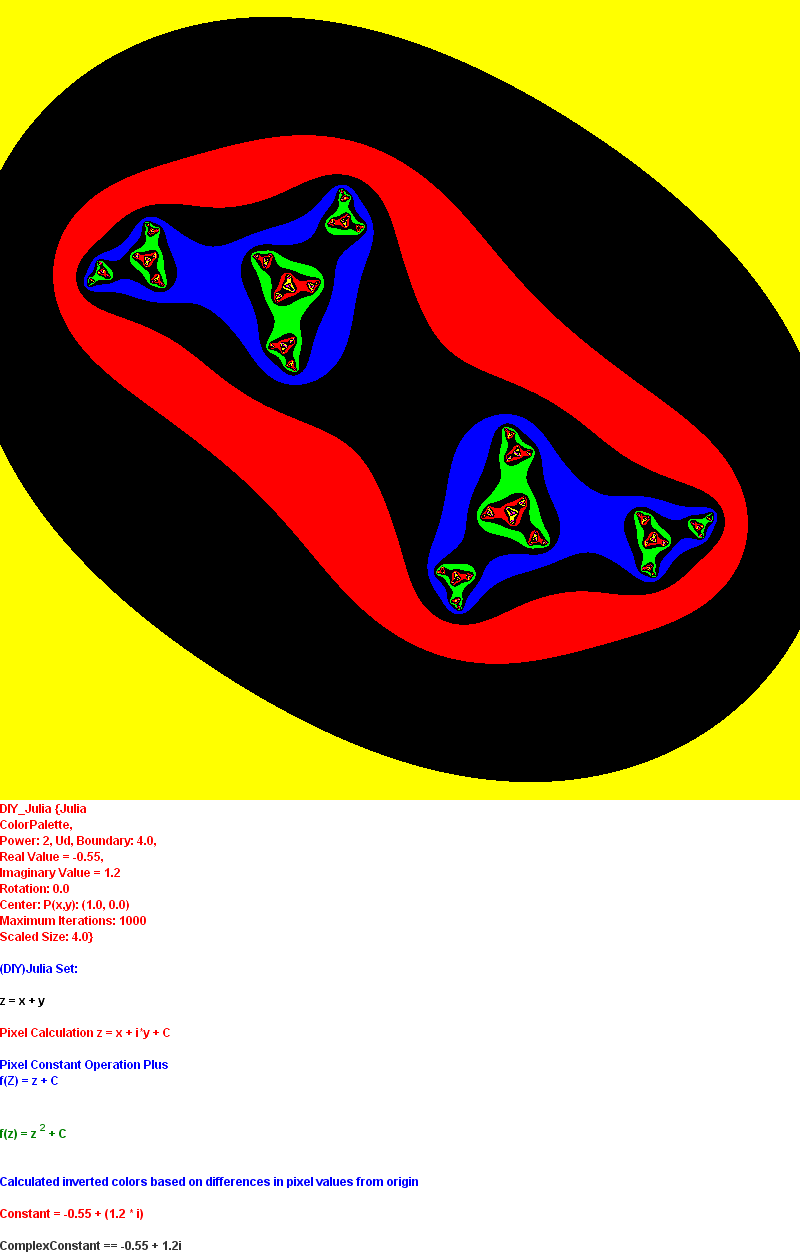 DIY_Julia {Julia
ColorPalette,
Power: 2, Ud, Boundary: 4.0,
Real Value = -0.55,
Imaginary Value = 1.2
Rotation: 0.0
Center: P(x,y): (1.0, 0.0)
Maximum Iterations: 1000
Scaled Size: 4.0}
(DIY)Julia Set:
z = x + y
Pixel Calculation z = x + i*y + C
Pixel Constant Operation Plus
f(Z) = z + C
f(z) = z 2 + C
Calculated inverted colors based on differences in pixel values from origin
Constant = -0.55 + (1.2 * i)
ComplexConstant == -0.55 + 1.2i